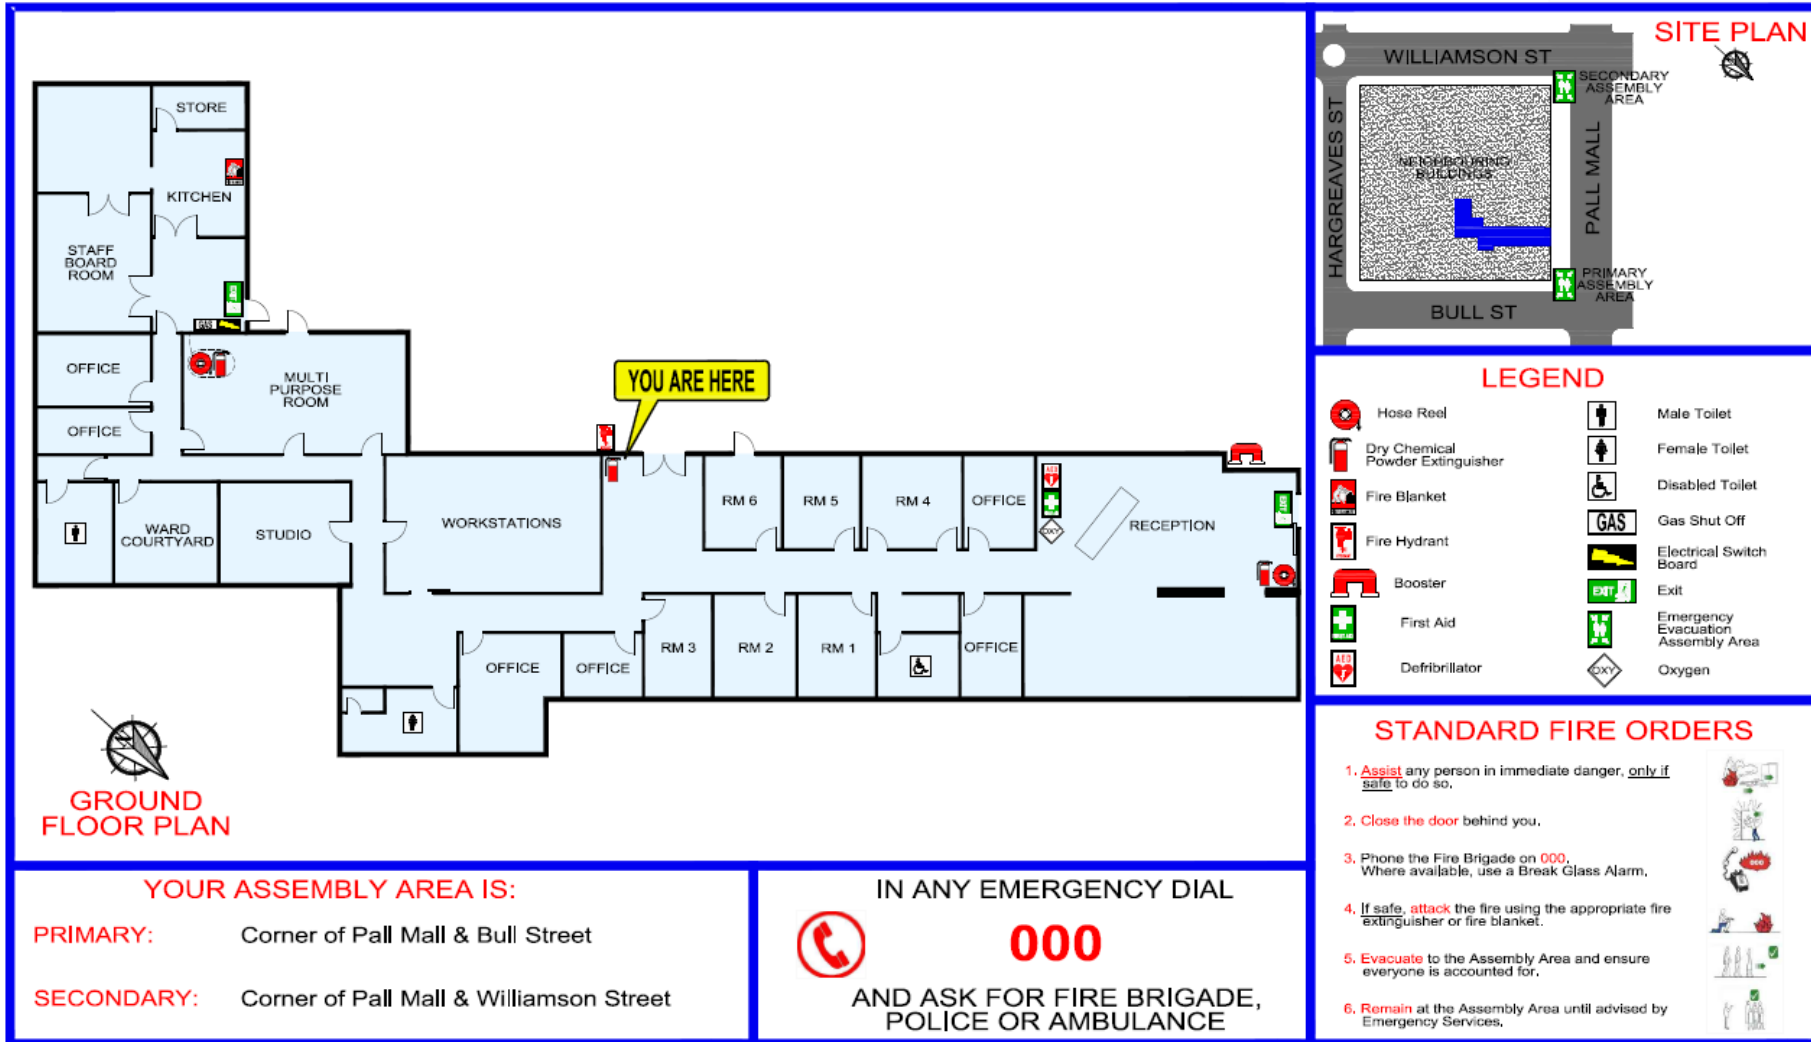 STORE
KITCHEN
STAFF
BOARD
ROOM
EXIT
GAS
OFFICE
OFFICE
MULTI
PURPOSE
ROOM
YOU ARE HERE
WARD
COURTYARD
STUDIO
WORKSTATIONS
RM 6
RM 5
RM 4
OFFICE
AED
OXY
RECEPTION
EXIT
OFFICE
OFFICE
RM 3
RM 2
RM 1
OFFICE
N
GROUND
FLOOR PLAN
SITE PLAN
WILLIAMSON ST
HARGREAVES ST
NEIGHBOURING
BUILDINGS
PALL MALL
BULL ST
SECONDARY
ASSEMBLY
AREA
PRIMARY
ASSEMBLY
AREA
LEGEND
Hose Reel
Dry Chemical
Powder Extinguisher
Fire Blanket
Fire Hydrant
Booster
First Aid
AED
Defribrillator
Male Toilet
Female Toilet
Disabled Toilet
GAS
Gas Shut Off
Electrical Switch
Board
EXIT
Exit
Emergency
Evacuation
Assembly Area
OXY
Oxygen
STANDARD FIRE ORDERS
1. Assist any person in immediate danger, only if
safe to do so.
2. Close the door behind you.
3. Phone the Fire Brigade on 000.
Where available, use a Break Glass Alarm.
000
4. If safe, attack the fire using the appropriate fire
extinguisher or fire blanket.
5. Evacuate to the Assembly Area and ensure
everyone is accounted for.
6. Remain at the Assembly Area until advised by
Emergency Services.
YOUR ASSEMBLY AREA IS:
PRIMARY: Corner of Pall Mall & Bull Street
SECONDARY: Corner of Pall Mall & Williamson Street
IN ANY EMERGENCY DIAL
000
AND ASK FOR FIRE BRIGADE,
POLICE OR AMBULANCE